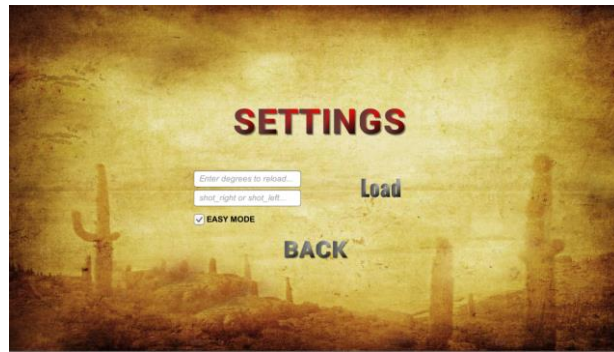 SETTINGS
Enter degrees to reload...
Load
shot_right or shot_left...
EASY MODE
BACK